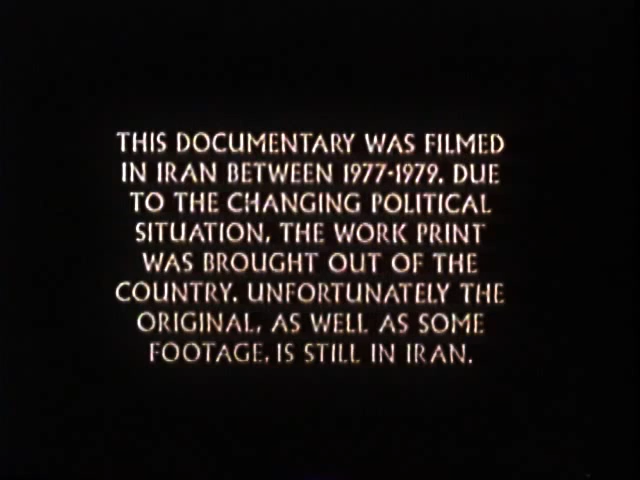 THIS DOCUMENTARY WAS FILMED
IN IRAN BETWEEN 1977-1979. DUE
TO THE CHANGING POLITICAL
SITUATION, THE WORK PRINT
WAS BROUGHT OUT OF THE
COUNTRY. UNFORTUNATELY THE
ORIGINAL, AS WELL AS SOME
FOOTAGE, IS STILL IN IRAN.